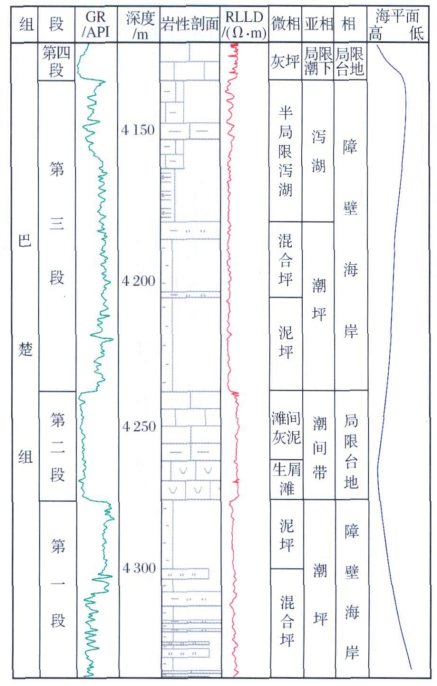 组 段 GR /API 深度 /m 岩性剖面 RLLD /(Ω·m) 微相 亚相 相 海平面 高 低
第四段
灰坪
局限潮下
局限台地
4 150
半局限泻湖
泻湖
障壁海岸
第三段
巴楚组
4 200
混合坪
潮坪
泥坪
第二段
4 250
滩间灰泥
潮间带
局限台地
生屑滩
第一段
泥坪
障壁海岸
4 300
潮坪
混合坪